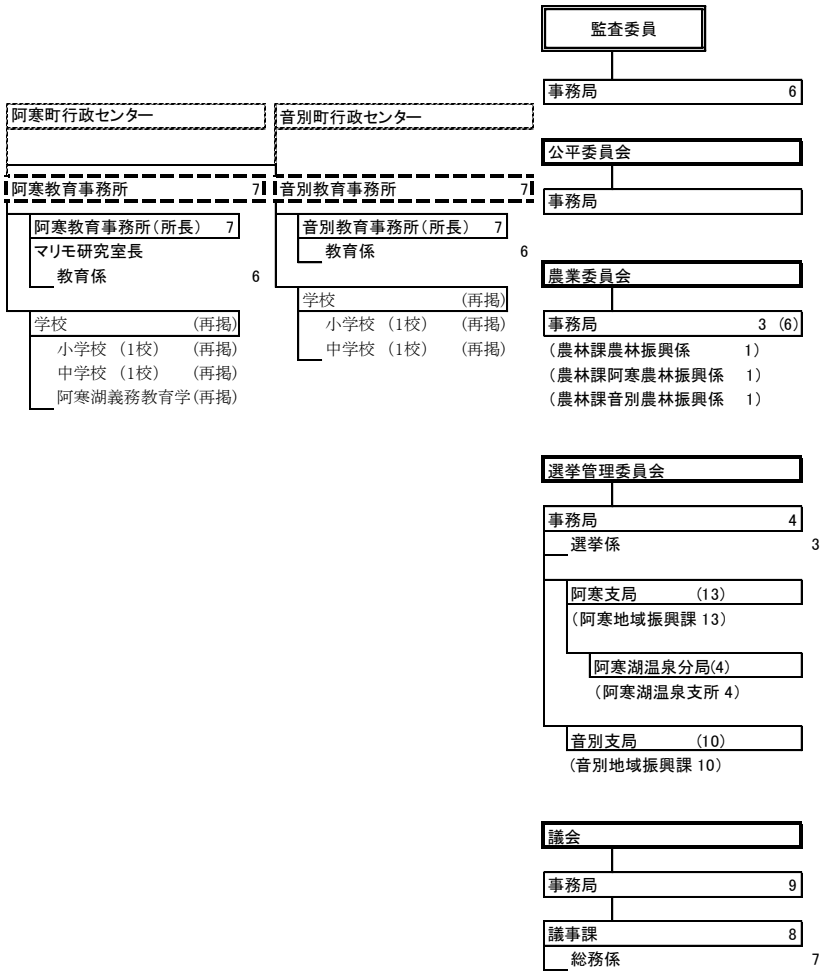 監査委員
事務局 6
阿寒町行政センター
阿寒教育事務所 7
阿寒教育事務所(所長) 7
マリモ研究室長
教育係 6
学校 (再掲)
小学校 (1校) (再掲)
中学校 (1校) (再掲)
阿寒湖義務教育学(再掲)
音別町行政センター
音別教育事務所 7
音別教育事務所(所長) 7
教育係 6
学校 (再掲)
小学校 (1校) (再掲)
中学校 (1校) (再掲)
公平委員会
事務局
農業委員会
事務局 3 (6)
(農林課農林振興係 1)
(農林課阿寒農林振興係 1)
(農林課音別農林振興係 1)
選挙管理委員会
事務局 4
選挙係 3
阿寒支局 (13)
(阿寒地域振興課 13)
阿寒湖温泉分局(4)
(阿寒湖温泉支所 4)
音別支局 (10)
(音別地域振興課 10)
議会
事務局 9
議事課 8
総務係 7